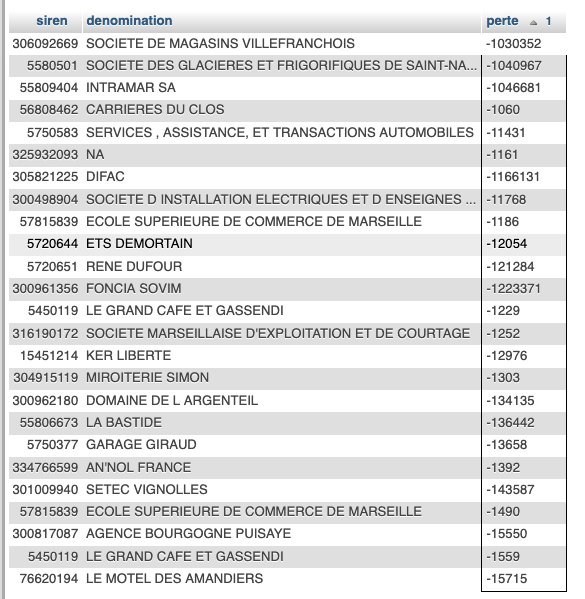 siren denomination perte 1
306092669 SOCIETE DE MAGASINS VILLEFRANCHOIS -1030352
5580501 SOCIETE DES GLACIERES ET FRIGORIFIQUES DE SAINT-NA... -1040967
55809404 INTRAMAR SA -1046681
56808462 CARRIERES DU CLOS -1060
5750583 SERVICES , ASSISTANCE, ET TRANSACTIONS AUTOMOBILES -11431
325932093 NA -1161
305821225 DIFAC -1166131
300498904 SOCIETE D INSTALLATION ELECTRIQUES ET D ENSEIGNES ... -11768
57815839 ECOLE SUPERIEURE DE COMMERCE DE MARSEILLE -1186
5720644 ETS DEMORTAIN -12054
5720651 RENE DUFOUR -121284
300961356 FONCIA SOVIM -1223371
5450119 LE GRAND CAFE ET GASSENDI -1229
316190172 SOCIETE MARSEILLAISE D'EXPLOITATION ET DE COURTAGE -1252
15451214 KER LIBERTE -12976
304915119 MIROITERIE SIMON -1303
300962180 DOMAINE DE L ARGENTEIL -134135
55806673 LA BASTIDE -136442
5750377 GARAGE GIRAUD -13658
334766599 AN'NOL FRANCE -1392
301009940 SETEC VIGNOLLES -143587
57815839 ECOLE SUPERIEURE DE COMMERCE DE MARSEILLE -1490
300817087 AGENCE BOURGOGNE PUISAYE -15550
5450119 LE GRAND CAFE ET GASSENDI -1559
76620194 LE MOTEL DES AMANDIERS -15715